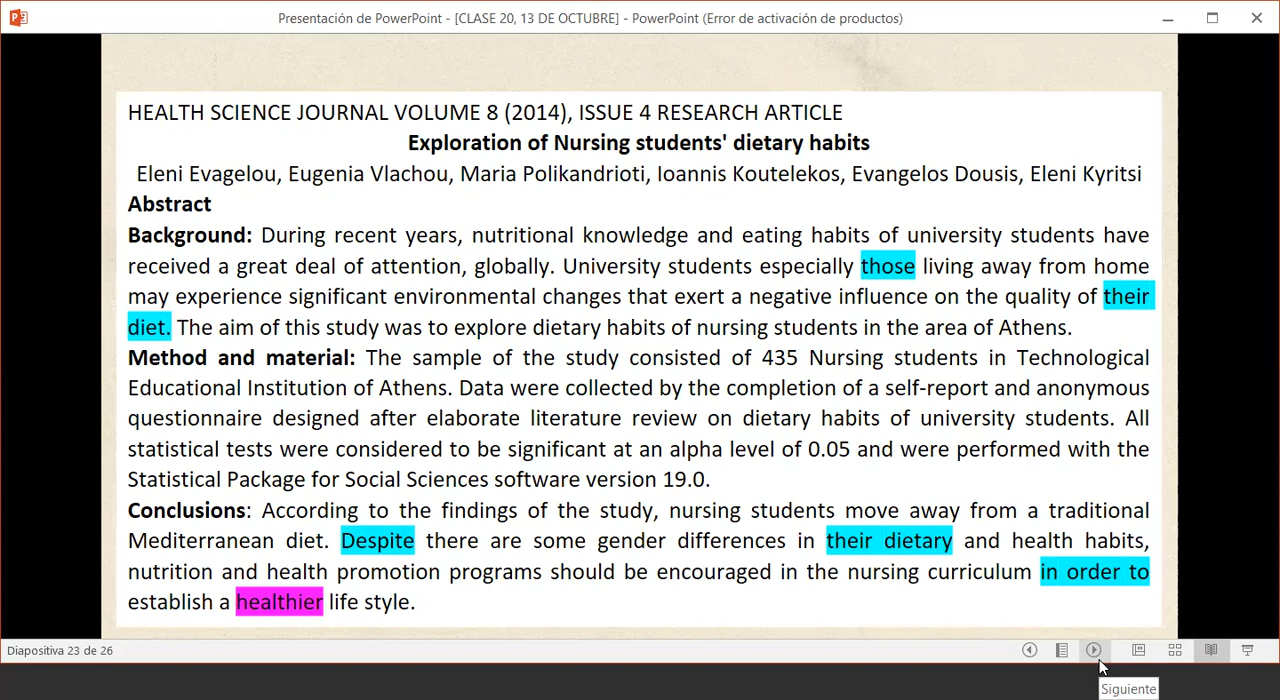 Presentación de PowerPoint - [CLASE 20, 13 DE OCTUBRE] - PowerPoint (Error de activación de productos)
HEALTH SCIENCE JOURNAL VOLUME 8 (2014), ISSUE 4 RESEARCH ARTICLE
Exploration of Nursing students' dietary habits
Eleni Evagelou, Eugenia Vlachou, Maria Polikandrioti, Ioannis Koutelekos, Evangelos Dousis, Eleni Kyritsi
Abstract
Background: During recent years, nutritional knowledge and eating habits of university students have
received a great deal of attention, globally. University students especially those living away from home
may experience significant environmental changes that exert a negative influence on the quality of their
diet. The aim of this study was to explore dietary habits of nursing students in the area of Athens.
Method and material: The sample of the study consisted of 435 Nursing students in Technological
Educational Institution of Athens. Data were collected by the completion of a self-report and anonymous
questionnaire designed after elaborate literature review on dietary habits of university students. All
statistical tests were considered to be significant at an alpha level of 0.05 and were performed with the
Statistical Package for Social Sciences software version 19.0.
Conclusions: According to the findings of the study, nursing students move away from a traditional
Mediterranean diet. Despite there are some gender differences in their dietary and health habits,
nutrition and health promotion programs should be encouraged in the nursing curriculum in order to
establish a healthier life style.
Diapositiva 23 de 26
Siguiente